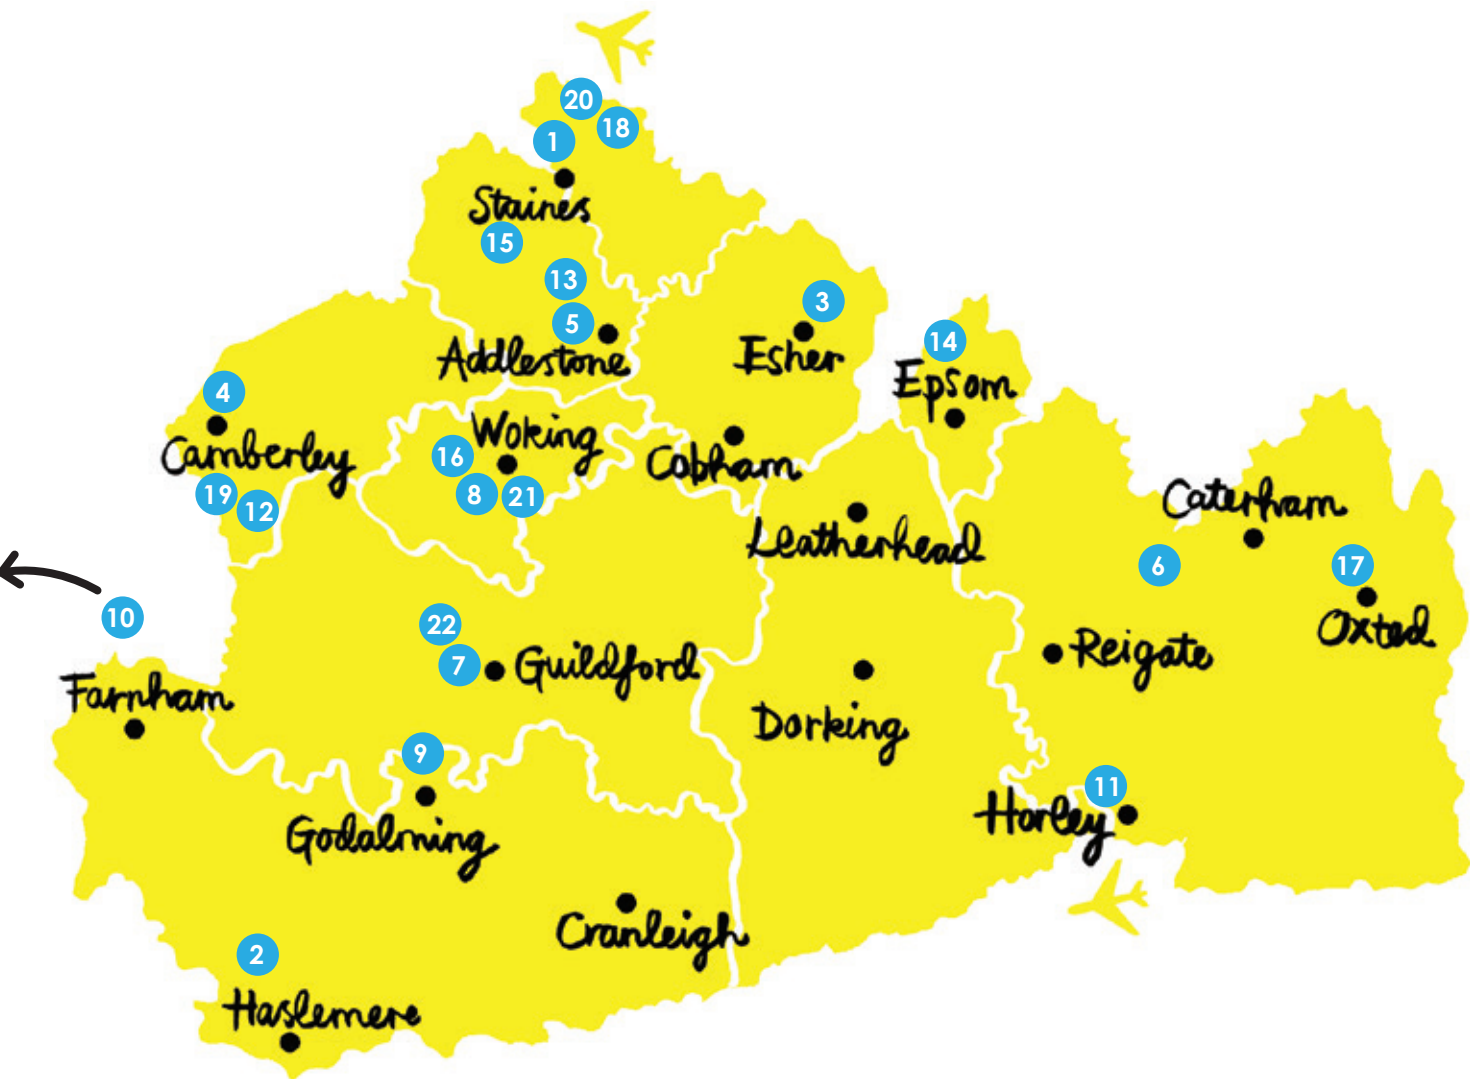 20
18
1
Staines
15
13
3
5
Addlestone
Esher
14
Epsom
4
Camberley
Woking
16
Cobham
19
12
8
21
Caterham
Leatherhead
6
17
10
22
Oxted
7
Guildford
Reigate
Farnham
Dorking
9
11
Horley
Godalming
Cranleigh
2
Haslemere